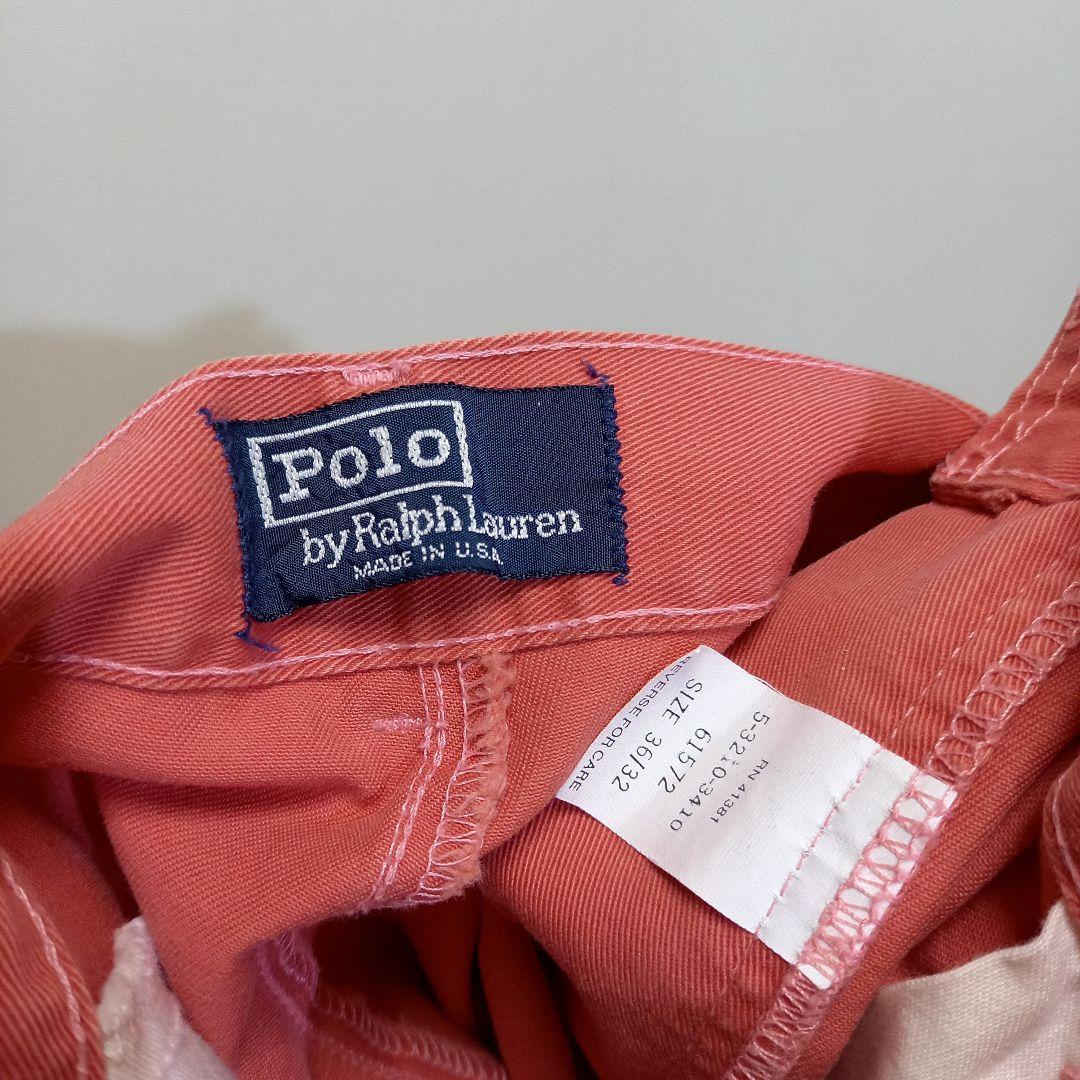 Polo
by Ralph Lauren
MADE IN U.S.A.
RN 41381
5-3210-3410
61572
SIZE 36/32
REVERSE FOR CARE